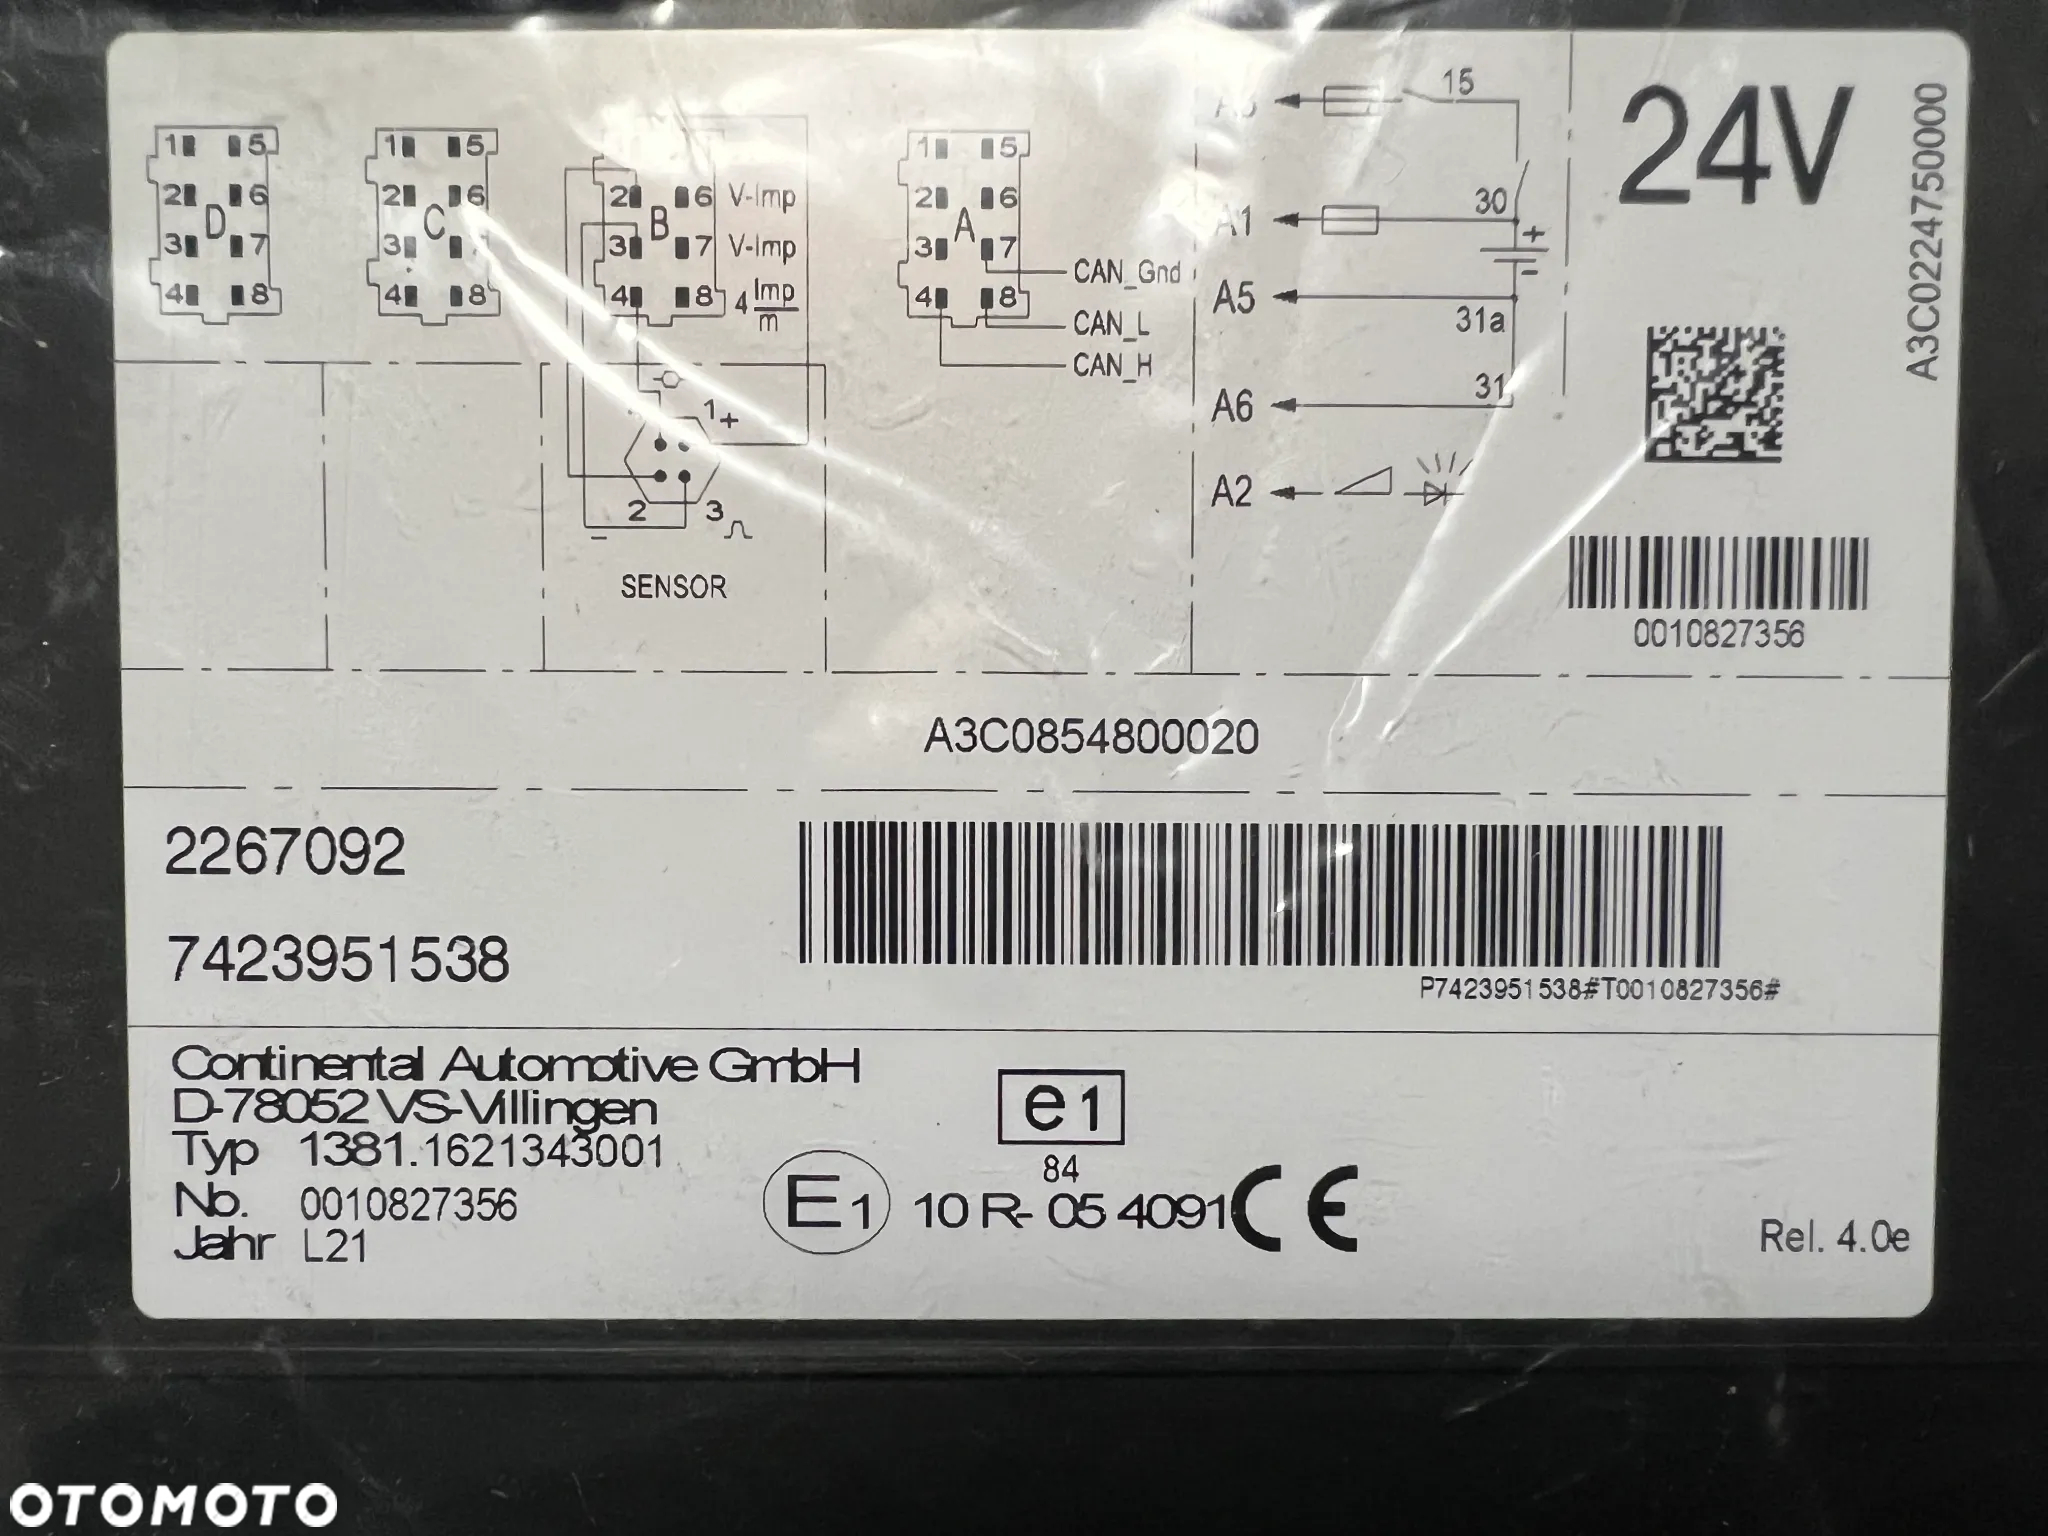 1 5
2 6
D
3 7
4 8
1 5
2 6
C
3
4 8
2 6 V-Imp
B
3 7 V-Imp
4 8 4 Imp
m
1 5
2 6
A
3 7
4 8
CAN_Gnd
CAN_L
CAN_H
1 +
2 3
-
SENSOR
15
A1 30
+
-
A5
31a
A6 31
A2
24V
A3C0224750000
0010827356
A3C0854800020
2267092
7423951538
P7423951538#T0010827356#
Continental Automotive GmbH
D-78052 VS-Villingen
Typ 1381.1621343001
No. 0010827356
Jahr L21
e1
84
E1 10 R- 05 4091 CE
Rel. 4.0e
OTOMOTO